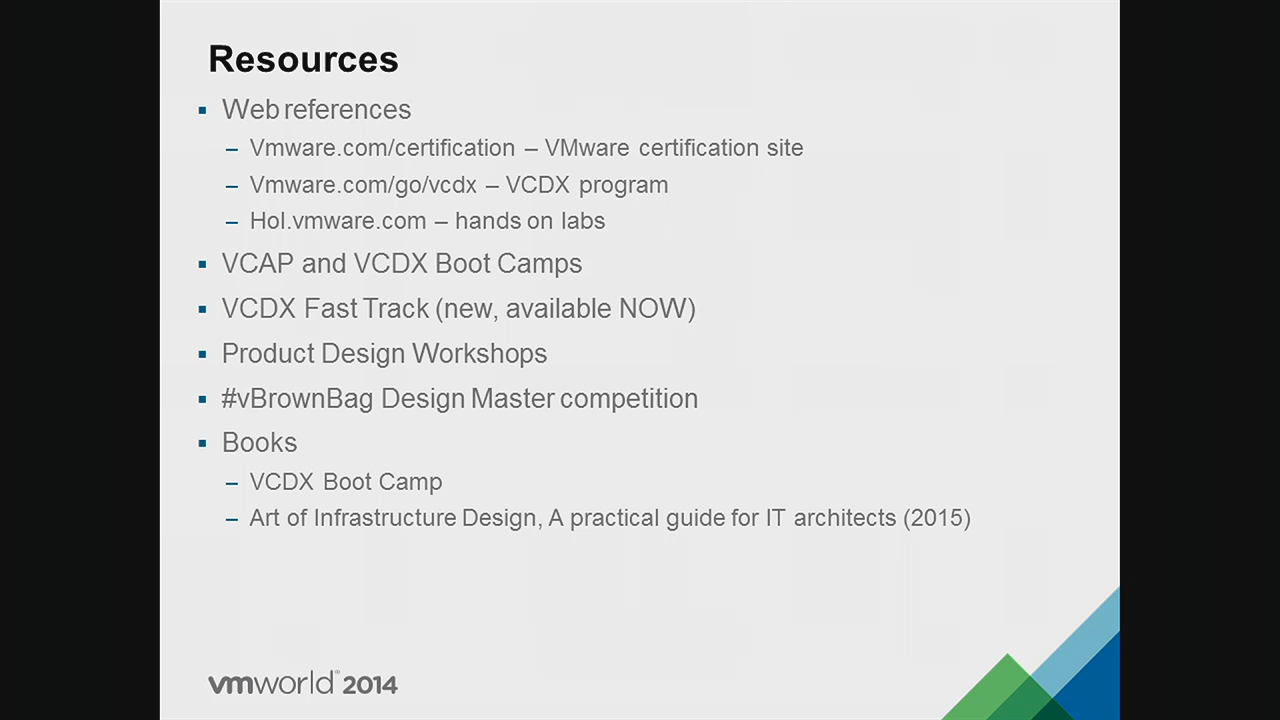 Resources
Web references
– Vmware.com/certification – VMware certification site
– Vmware.com/go/vcdx – VCDX program
– Hol.vmware.com – hands on labs
VCAP and VCDX Boot Camps
VCDX Fast Track (new, available NOW)
Product Design Workshops
#vBrownBag Design Master competition
Books
– VCDX Boot Camp
– Art of Infrastructure Design, A practical guide for IT architects (2015)
vmworld® 2014